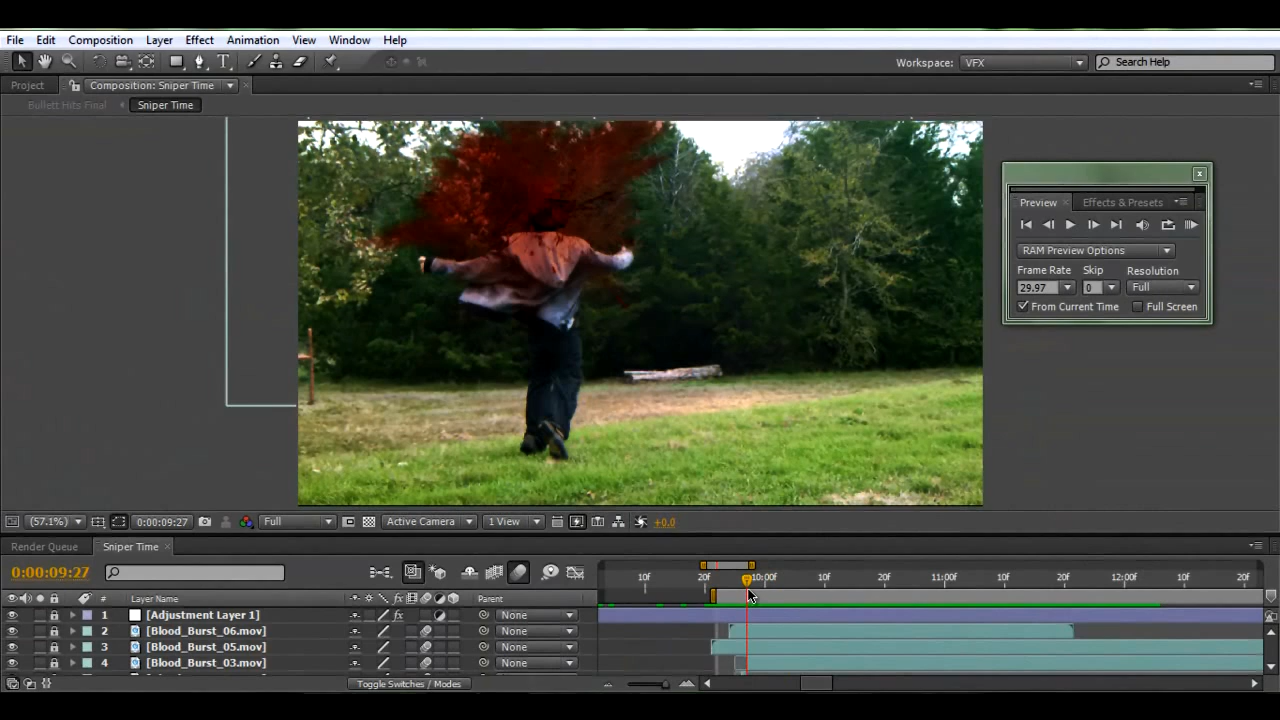 File Edit Composition Layer Effect Animation View Window Help
T Workspace: VFX Search Help
Project Composition: Sniper Time
Bullett Hits Final Sniper Time
Preview Effects & Presets
RAM Preview Options
Frame Rate Skip Resolution
29.97 0 Full
From Current Time Full Screen
(57.1%) 0:00:09:27 Full Active Camera 1 View +0.0
Render Queue Sniper Time
0:00:09:27 10f 20f 10:00f 10f 20f 11:00f 10f 20f 12:00f 10f 20f
# Layer Name fx Parent
1 [Adjustment Layer 1] fx None
2 [Blood_Burst_06.mov] None
3 [Blood_Burst_05.mov] None
4 [Blood_Burst_03.mov] None
Toggle Switches / Modes